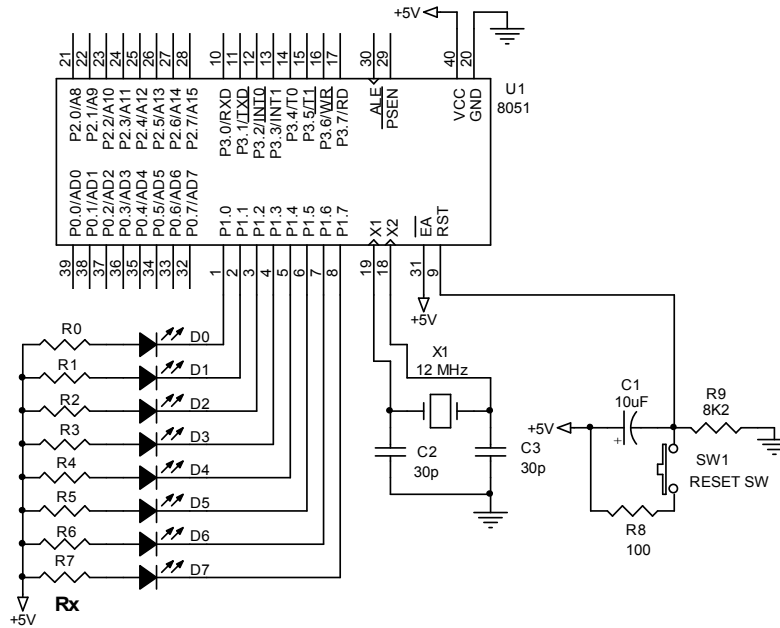 +5V
21 22 23 24 25 26 27 28 10 11 12 13 14 15 16 17 30 29 40 20
P2.0/A8
P2.1/A9
P2.2/A10
P2.3/A11
P2.4/A12
P2.5/A13
P2.6/A14
P2.7/A15
P3.0/RXD
P3.1/TXD
P3.2/INT0
P3.3/INT1
P3.4/T0
P3.5/T1
P3.6/WR
P3.7/RD
ALE
PSEN
VCC
GND
U1
8051
P0.0/AD0
P0.1/AD1
P0.2/AD2
P0.3/AD3
P0.4/AD4
P0.5/AD5
P0.6/AD6
P0.7/AD7
P1.0
P1.1
P1.2
P1.3
P1.4
P1.5
P1.6
P1.7
X1
X2
EA
RST
39 38 37 36 35 34 33 32 1 2 3 4 5 6 7 8 19 18 31 9
+5V
R0 D0
R1 D1
R2 D2
R3 D3
R4 D4
R5 D5
R6 D6
R7 D7
Rx
+5V
X1
12 MHz
C2
30p
C3
30p
C1
10uF
+
+5V
R9
8K2
SW1
RESET SW
R8
100